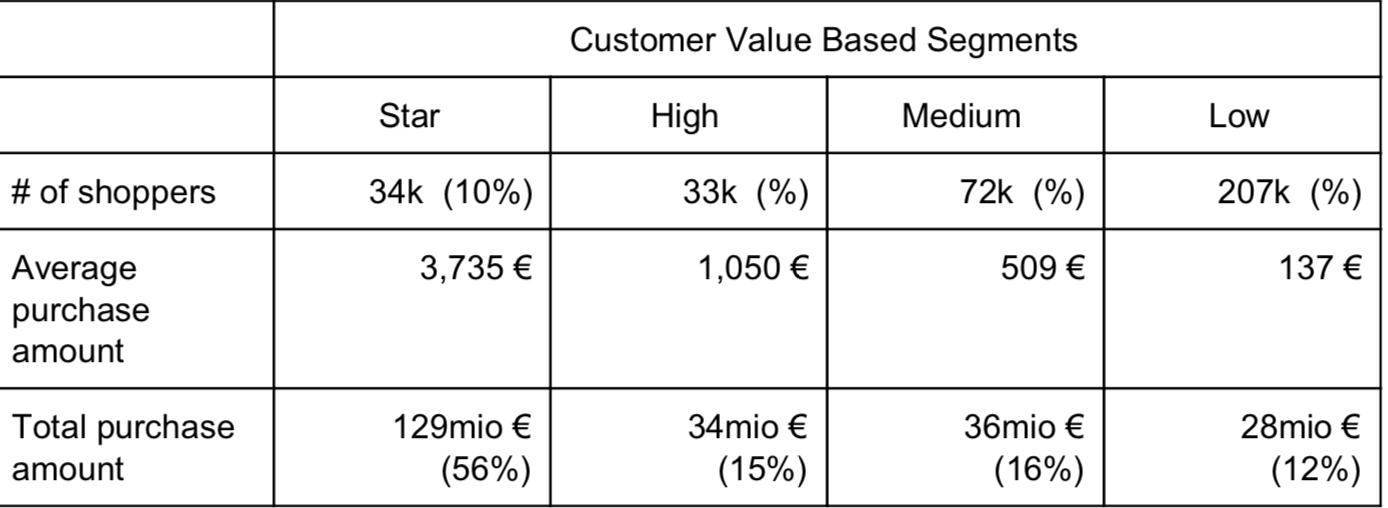 Customer Value Based Segments
Star High Medium Low
# of shoppers 34k (10%) 33k (%) 72k (%) 207k (%)
Average 3,735 € 1,050 € 509 € 137 €
purchase
amount
Total purchase 129mio € 34mio € 36mio € 28mio €
amount (56%) (15%) (16%) (12%)